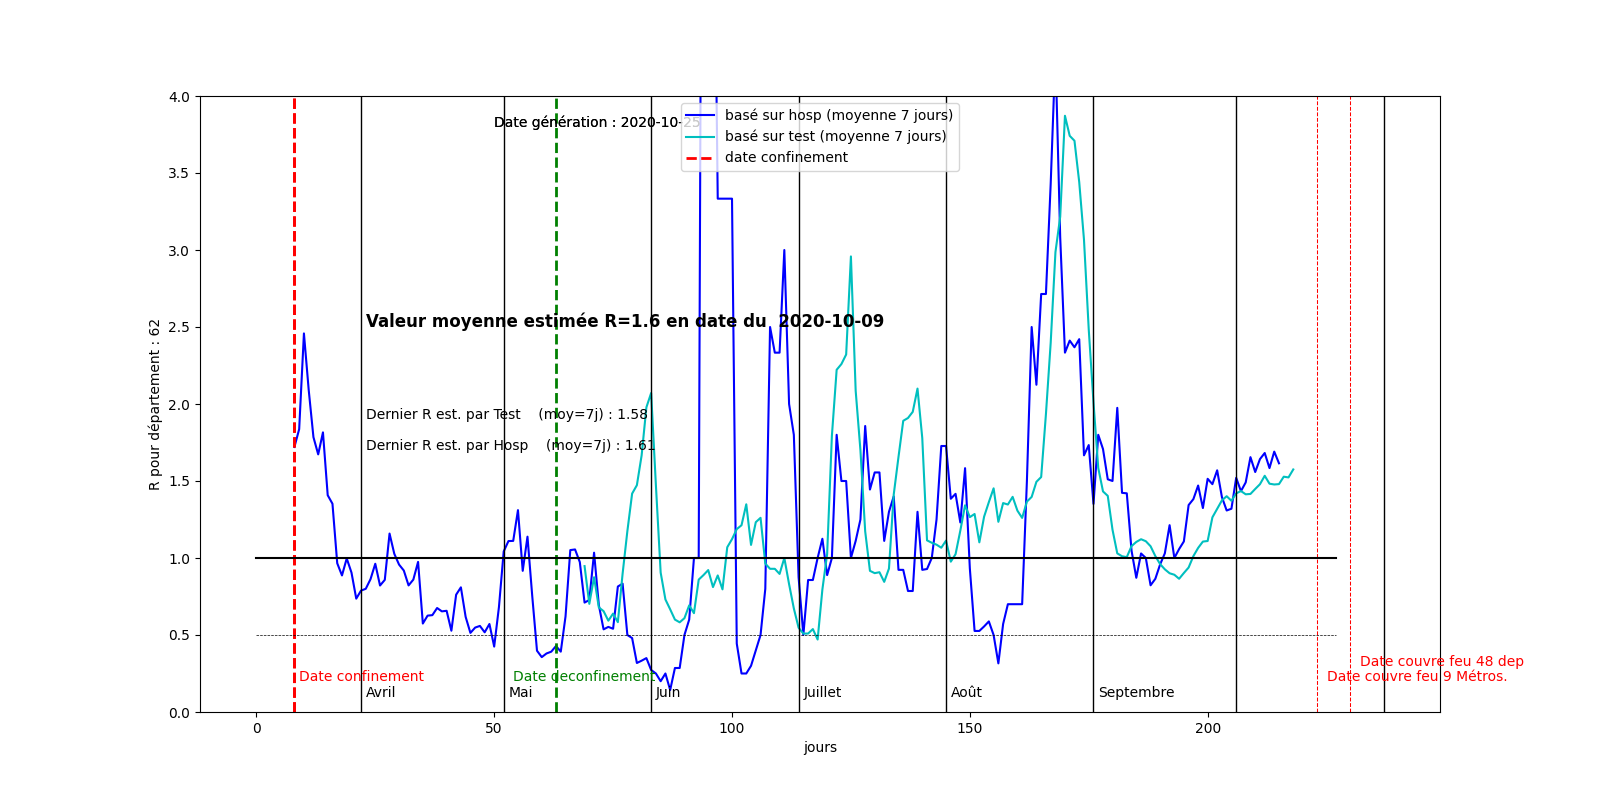 4.0
3.5
3.0
2.5
2.0
1.5
1.0
0.5
0.0
R pour département : 62
Date génération : 2020-10-25
basé sur hosp (moyenne 7 jours)
basé sur test (moyenne 7 jours)
date confinement
Valeur moyenne estimée R=1.6 en date du 2020-10-09
Dernier R est. par Test (moy=7j) : 1.58
Dernier R est. par Hosp (moy=7j) : 1.61
Date couvre feu 48 dep
Date confinement
Date deconfinement
Date couvre feu 9 Métros.
Avril
Mai
Juin
Juillet
Août
Septembre
0
50
100
150
200
jours